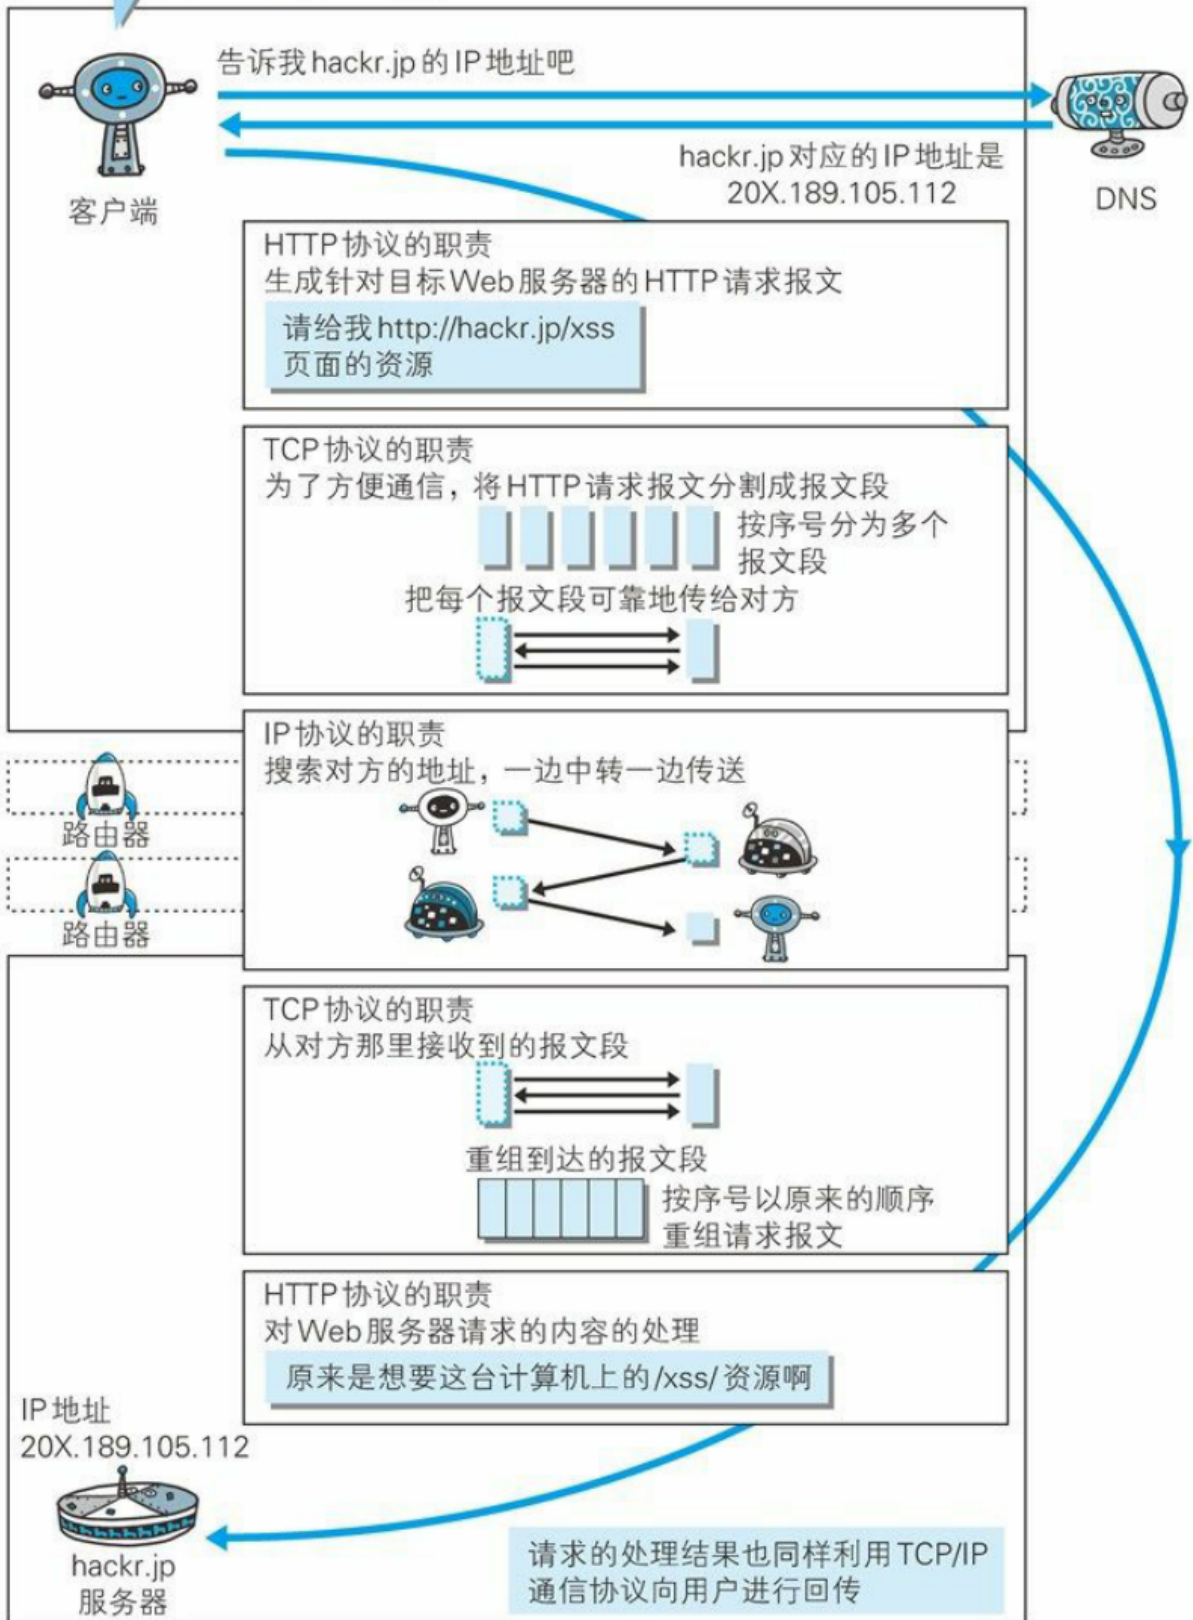 告诉我hackr.jp的IP地址吧
hackr.jp对应的IP地址是
20X.189.105.112
DNS
客户端
HTTP协议的职责
生成针对目标Web服务器的HTTP请求报文
请给我http://hackr.jp/xss
页面的资源
TCP协议的职责
为了方便通信，将HTTP请求报文分割成报文段
按序号分为多个
报文段
把每个报文段可靠地传给对方
IP协议的职责
搜索对方的地址，一边中转一边传送
路由器
路由器
TCP协议的职责
从对方那里接收到的报文段
重组到达的报文段
按序号以原来的顺序
重组请求报文
HTTP协议的职责
对Web服务器请求的内容的处理
原来是想要这台计算机上的/xss/资源啊
IP地址
20X.189.105.112
hackr.jp
服务器
请求的处理结果也同样利用TCP/IP
通信协议向用户进行回传